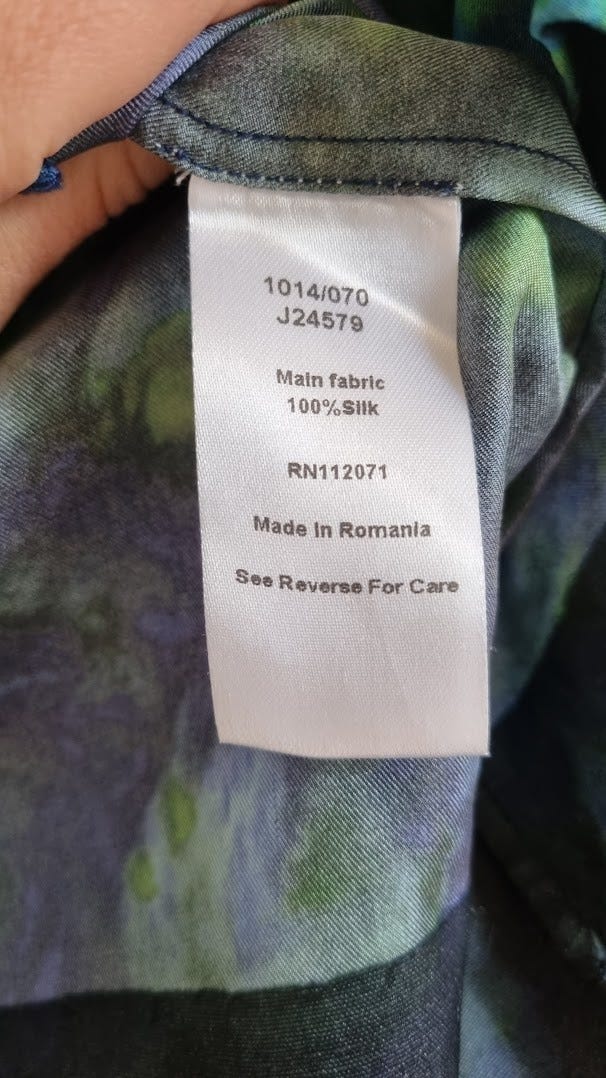 1014/070
J24579
Main fabric
100%Silk
RN112071
Made In Romania
See Reverse For Care